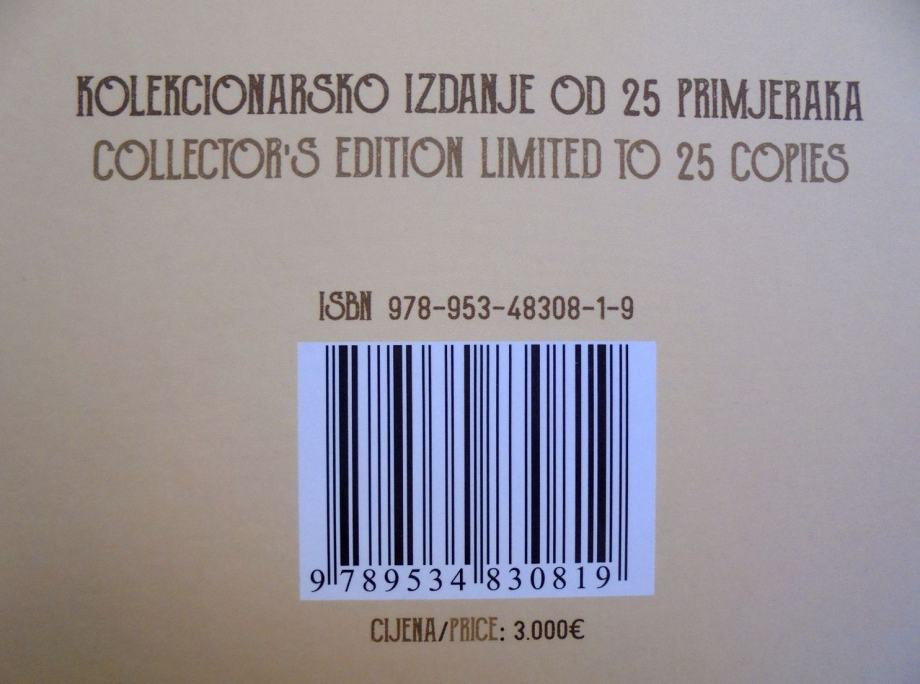 KOLEKCIONARSKO IZDANJE OD 25 PRIMJERAKA
COLLECTOR'S EDITION LIMITED TO 25 COPIES
ISBN 978-953-48308-1-9
9 789534 830819
CIJENA/PRICE: 3.000€